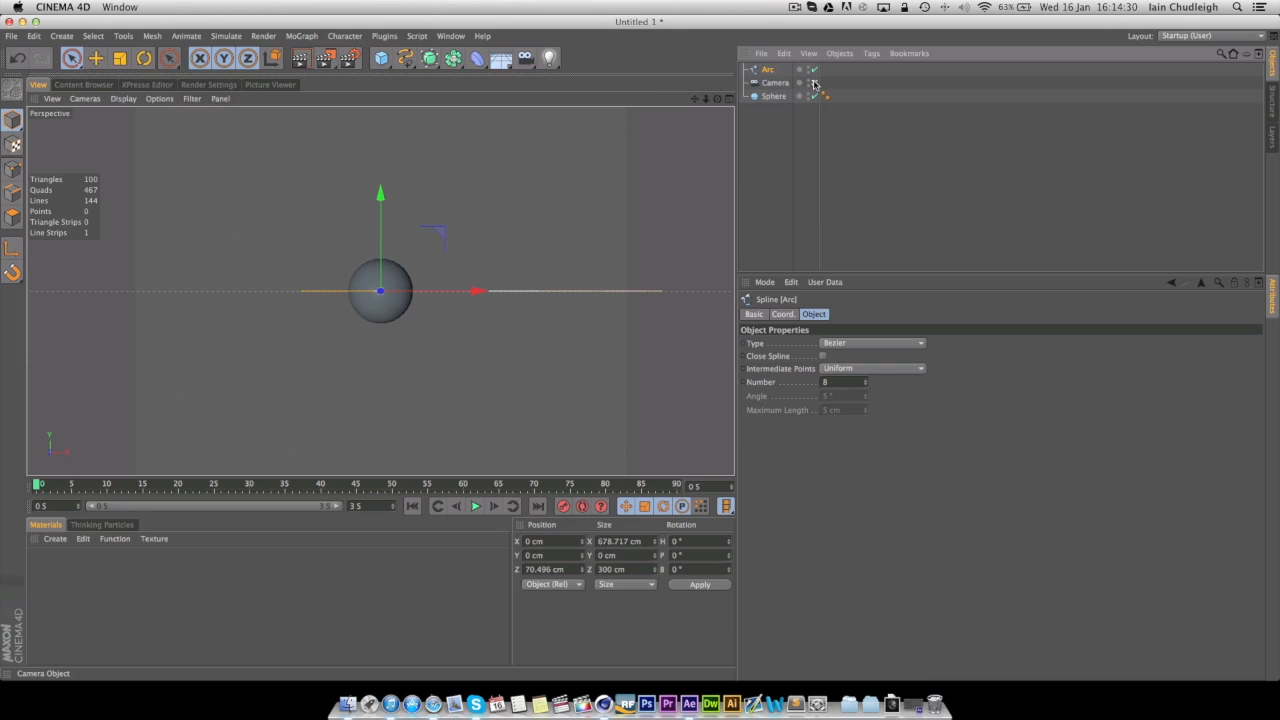 CINEMA 4D Window
63% Wed 16 Jan 16:14:30 Iain Chudleigh
Untitled 1 *
File Edit Create Select Tools Mesh Animate Simulate Render MoGraph Character Plugins Script Window Help
Layout: Startup (User)
File Edit View Objects Tags Bookmarks
Arc
Camera
Sphere
Objects
Structure
Layers
View Content Browser XPresso Editor Render Settings Picture Viewer
View Cameras Display Options Filter Panel
Perspective
Triangles 100
Quads 467
Lines 144
Points 0
Triangle Strips 0
Line Strips 1
Y
X
Mode Edit User Data
Attributes
Spline [Arc]
Basic Coord. Object
Object Properties
Type Bezier
Close Spline
Intermediate Points Uniform
Number 8
Angle 5 °
Maximum Length 5 cm
0 5 10 15 20 25 30 35 40 45 50 55 60 65 70 75 80 85 90 0 S
0 S 0 S 3 S 3 S
Materials Thinking Particles
Create Edit Function Texture
Position Size Rotation
X 0 cm X 678.717 cm H 0 °
Y 0 cm Y 0 cm P 0 °
Z 70.496 cm Z 300 cm B 0 °
Object (Rel) Size Apply
MAXON
CINEMA 4D
Camera Object